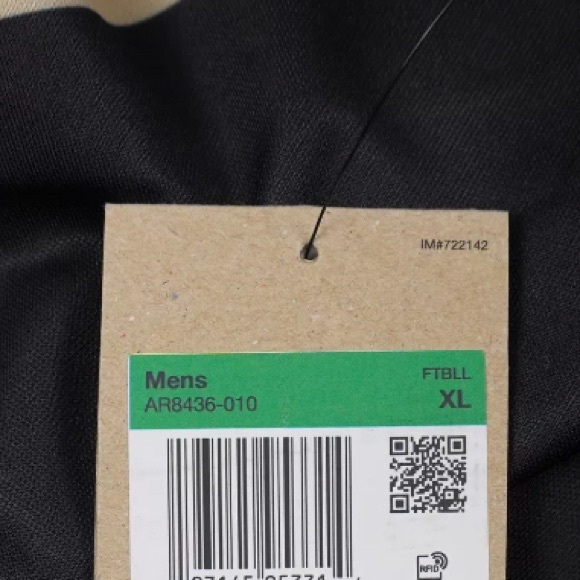 IM#722142
Mens
FTBLL
AR8436-010
XL
RFID